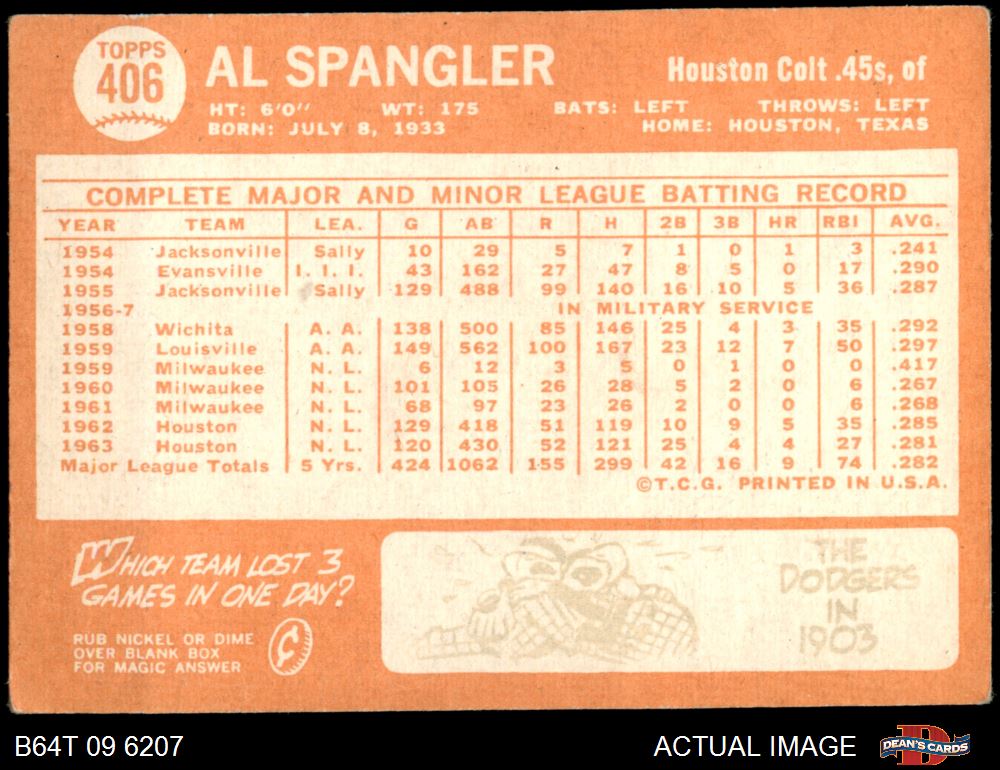 TOPPS
406
AL SPANGLER
Houston Colt .45s, of
HT: 6'0" WT: 175 BATS: LEFT THROWS: LEFT
BORN: JULY 8, 1933 HOME: HOUSTON, TEXAS
COMPLETE MAJOR AND MINOR LEAGUE BATTING RECORD
YEAR TEAM LEA. G AB R H 2B 3B HR RBI AVG.
1954 Jacksonville Sally 10 29 5 7 1 0 1 3 .241
1954 Evansville I. I. I. 43 162 27 47 8 5 0 17 .290
1955 Jacksonville Sally 129 488 99 140 16 10 5 36 .287
1956-7 IN MILITARY SERVICE
1958 Wichita A. A. 138 500 85 146 25 4 3 35 .292
1959 Louisville A. A. 149 562 100 167 23 12 7 50 .297
1959 Milwaukee N. L. 6 12 3 5 0 1 0 0 .417
1960 Milwaukee N. L. 101 105 26 28 5 2 0 6 .267
1961 Milwaukee N. L. 68 97 23 26 2 0 0 6 .268
1962 Houston N. L. 129 418 51 119 10 9 5 35 .285
1963 Houston N. L. 120 430 52 121 25 4 4 27 .281
Major League Totals 5 Yrs. 424 1062 155 299 42 16 9 74 .282
©T.C.G. PRINTED IN U.S.A.
WHICH TEAM LOST 3
GAMES IN ONE DAY?
RUB NICKEL OR DIME
OVER BLANK BOX
FOR MAGIC ANSWER
THE
DODGERS
IN
1903
B64T 09 6207
ACTUAL IMAGE
DEAN'S CARDS